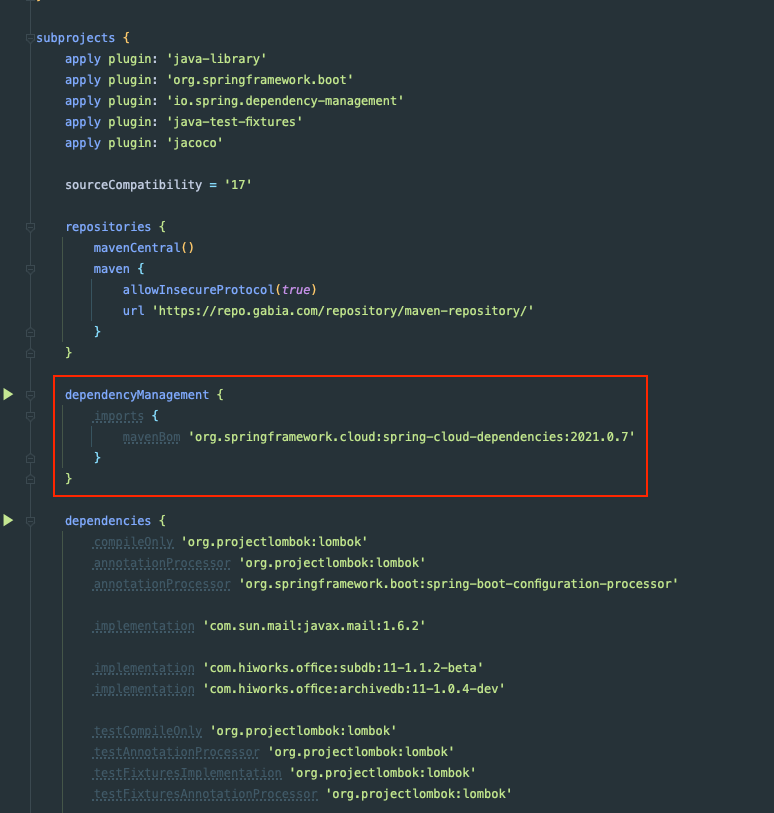 subprojects {
apply plugin: 'java-library'
apply plugin: 'org.springframework.boot'
apply plugin: 'io.spring.dependency-management'
apply plugin: 'java-test-fixtures'
apply plugin: 'jacoco'
sourceCompatibility = '17'
repositories {
mavenCentral()
maven {
allowInsecureProtocol(true)
url 'https://repo.gabia.com/repository/maven-repository/'
}
}
dependencyManagement {
imports {
mavenBom 'org.springframework.cloud:spring-cloud-dependencies:2021.0.7'
}
}
dependencies {
compileOnly 'org.projectlombok:lombok'
annotationProcessor 'org.projectlombok:lombok'
annotationProcessor 'org.springframework.boot:spring-boot-configuration-processor'
implementation 'com.sun.mail:javax.mail:1.6.2'
implementation 'com.hiworks.office:subdb:11-1.1.2-beta'
implementation 'com.hiworks.office:archivedb:11-1.0.4-dev'
testCompileOnly 'org.projectlombok:lombok'
testAnnotationProcessor 'org.projectlombok:lombok'
testFixturesImplementation 'org.projectlombok:lombok'
testFixturesAnnotationProcessor 'org.projectlombok:lombok'